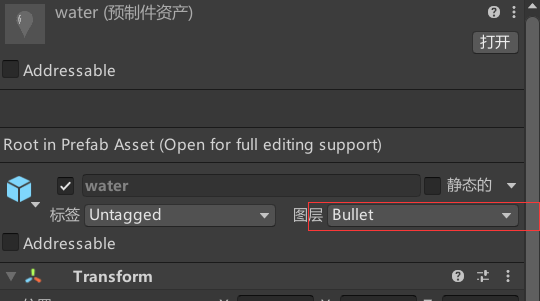 water (预制件资产)
打开
Addressable
Root in Prefab Asset (Open for full editing support)
water 静态的
标签 Untagged 图层 Bullet
Addressable
Transform